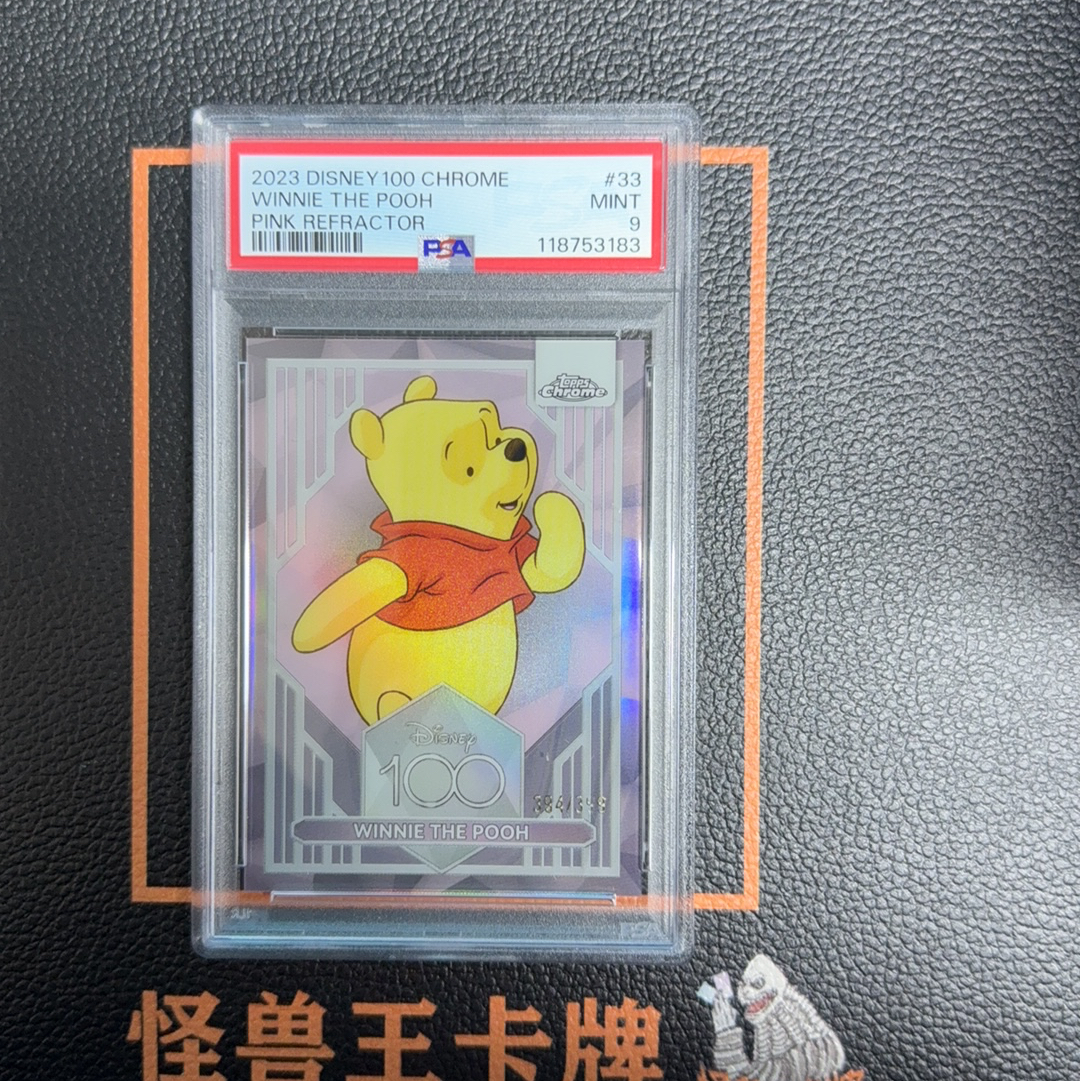 2023 DISNEY100 CHROME #33
WINNIE THE POOH MINT
PINK REFRACTOR 9
PSA 118753183
Topps
Chrome
Disney
100
WINNIE THE POOH
怪兽王卡牌